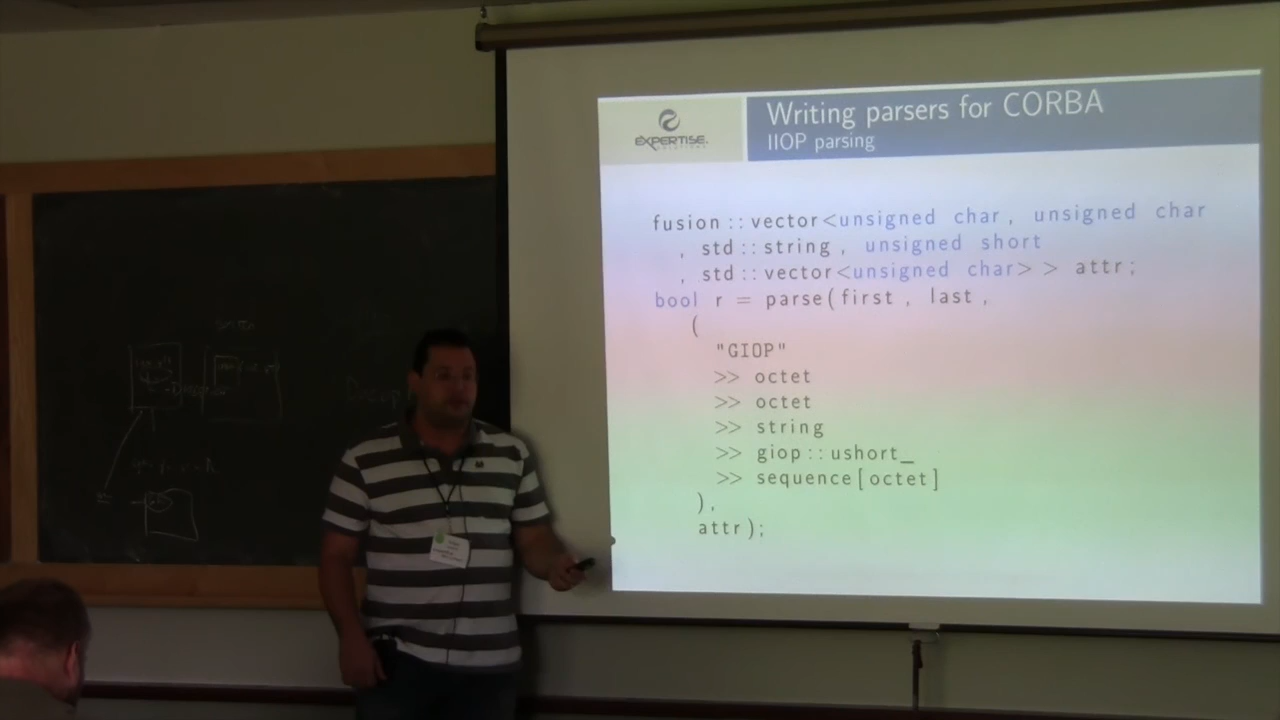 EXPERTISE
SOLUTIONS
Writing parsers for CORBA
IIOP parsing
fusion::vector<unsigned char, unsigned char
, std::string, unsigned short
, std::vector<unsigned char> > attr;
bool r = parse(first, last,
(
"GIOP"
>> octet
>> octet
>> string
>> giop::ushort_
>> sequence[octet]
),
attr);